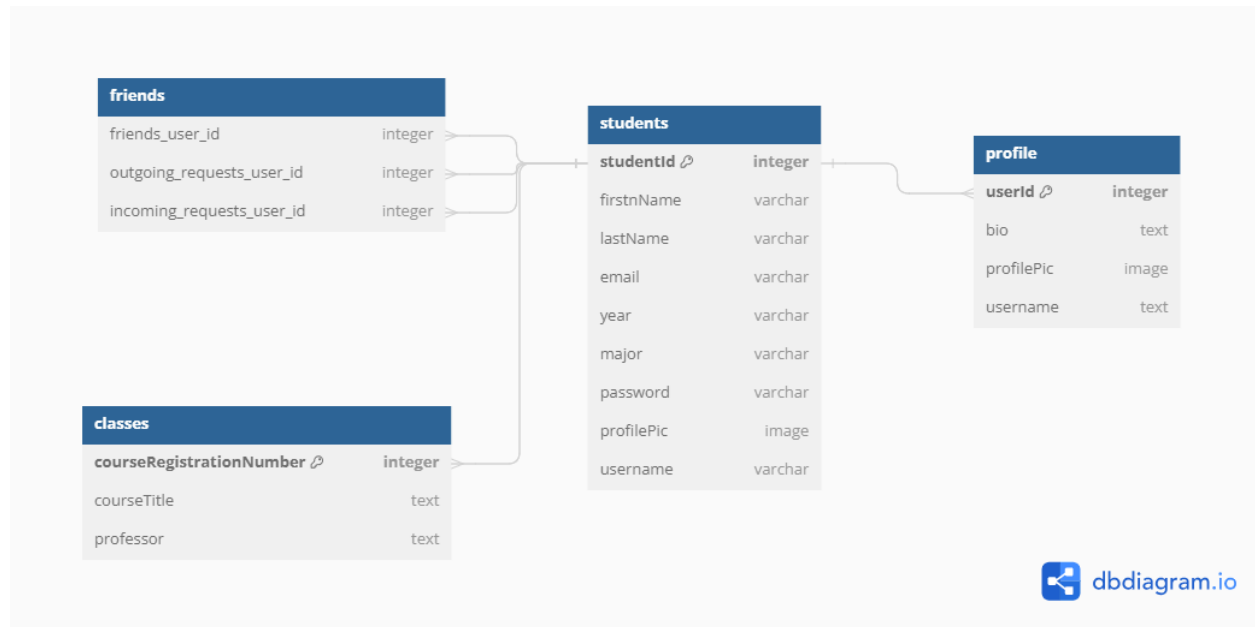 friends
friends_user_id integer
outgoing_requests_user_id integer
incoming_requests_user_id integer
students
studentId integer
firstnName varchar
lastName varchar
email varchar
year varchar
major varchar
password varchar
profilePic image
username varchar
profile
userId integer
bio text
profilePic image
username text
classes
courseRegistrationNumber integer
courseTitle text
professor text
dbdiagram.io